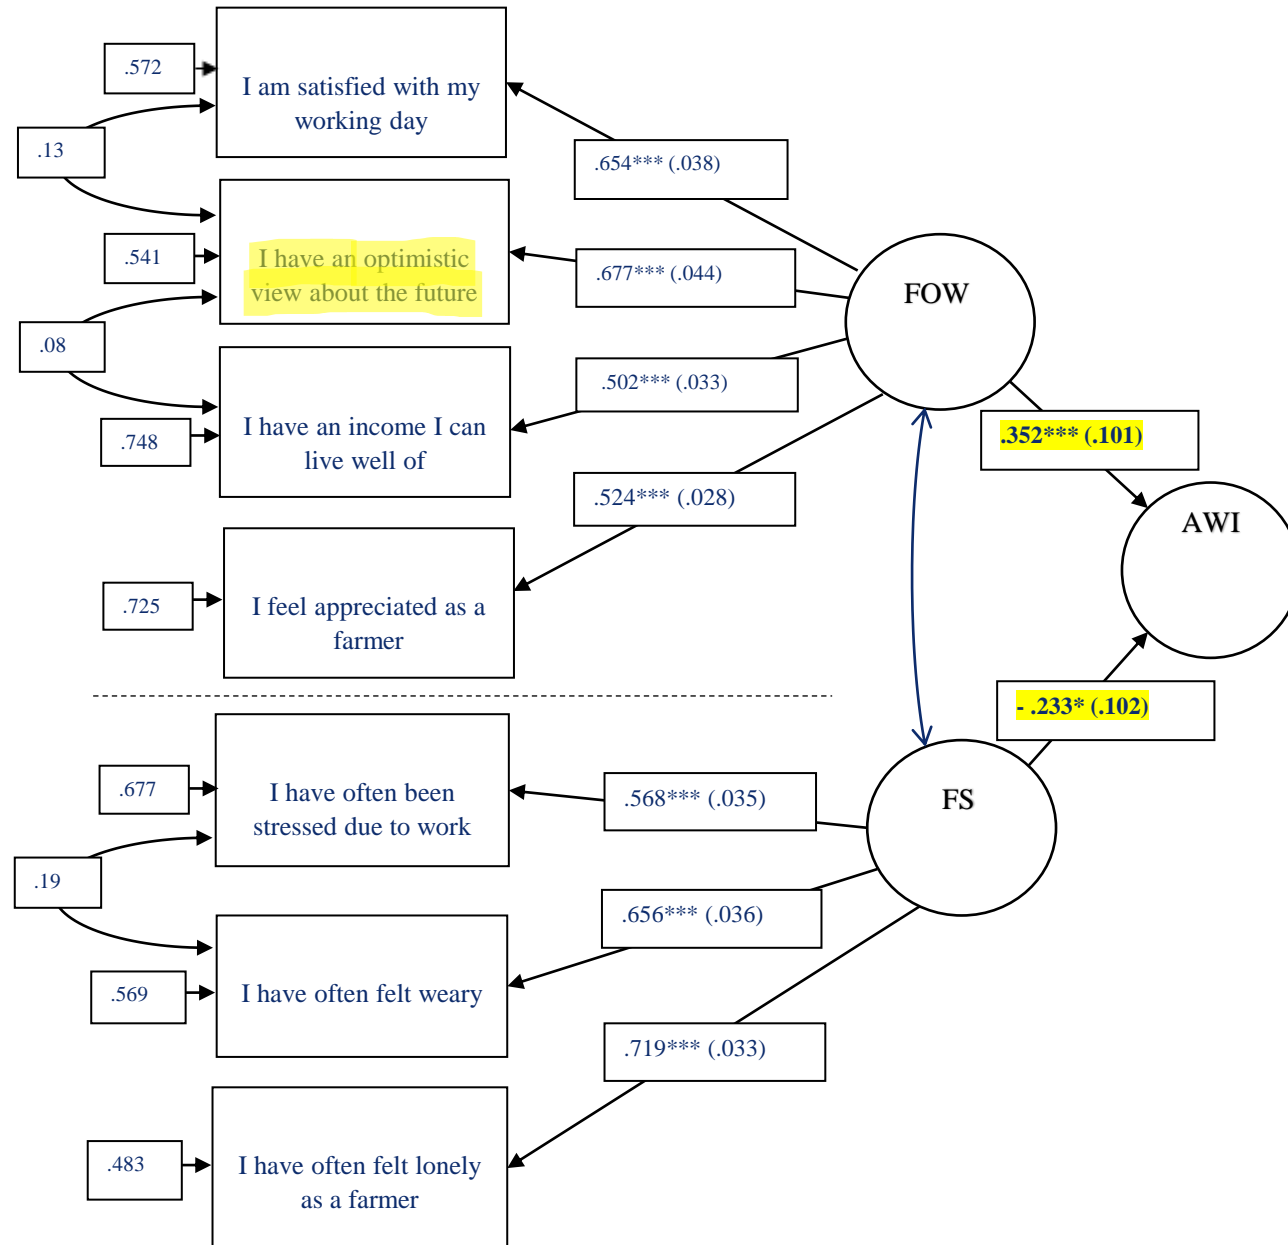 .572
I am satisfied with my
working day
.13
.654*** (.038)
.541
I have an optimistic
view about the future
.677*** (.044)
FOW
.08
.502*** (.033)
.748
I have an income I can
live well of
.352*** (.101)
.524*** (.028)
AWI
.725
I feel appreciated as a
farmer
- .233* (.102)
.677
I have often been
stressed due to work
.568*** (.035)
FS
.19
.656*** (.036)
.569
I have often felt weary
.719*** (.033)
.483
I have often felt lonely
as a farmer